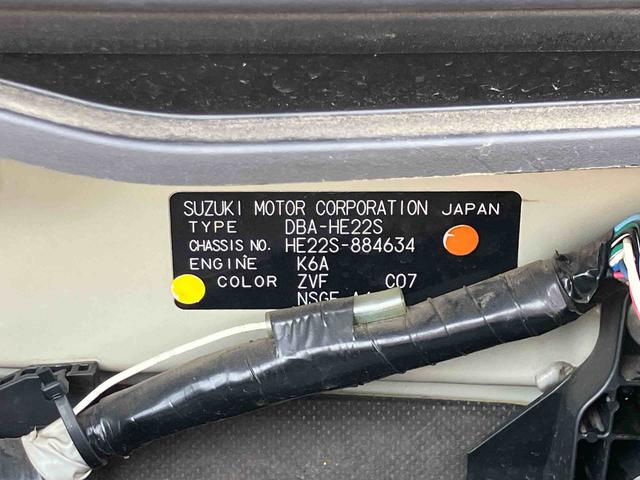 SUZUKI MOTOR CORPORATION JAPAN
TYPE DBA-HE22S
CHASSIS NO. HE22S-884634
ENGINE K6A
COLOR ZVF C07